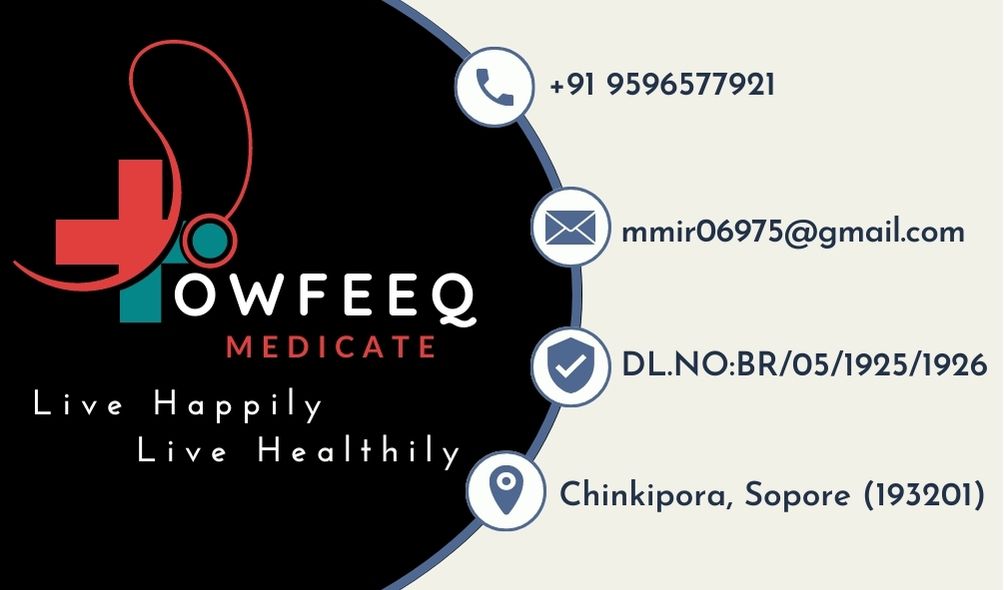 TOWFEEQ
MEDICATE
Live Happily
Live Healthily
+91 9596577921
mmir06975@gmail.com
DL.NO:BR/05/1925/1926
Chinkipora, Sopore (193201)